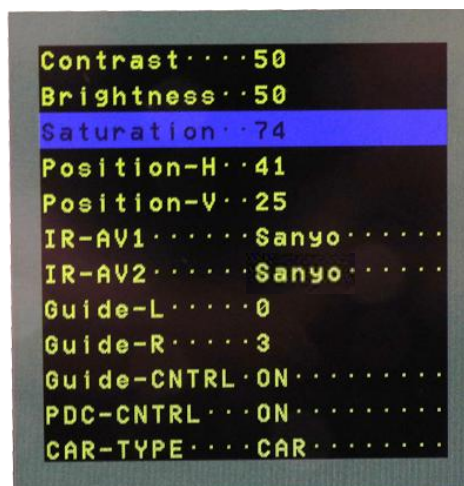 Contrast····50
Brightness··50
Saturation··74
Position-H··41
Position-V··25
IR-AV1······Sanyo······
IR-AV2······Sanyo······
Guide-L·····0
Guide-R·····3
Guide-CNTRL·ON·········
PDC-CNTRL···ON·········
CAR-TYPE····CAR········